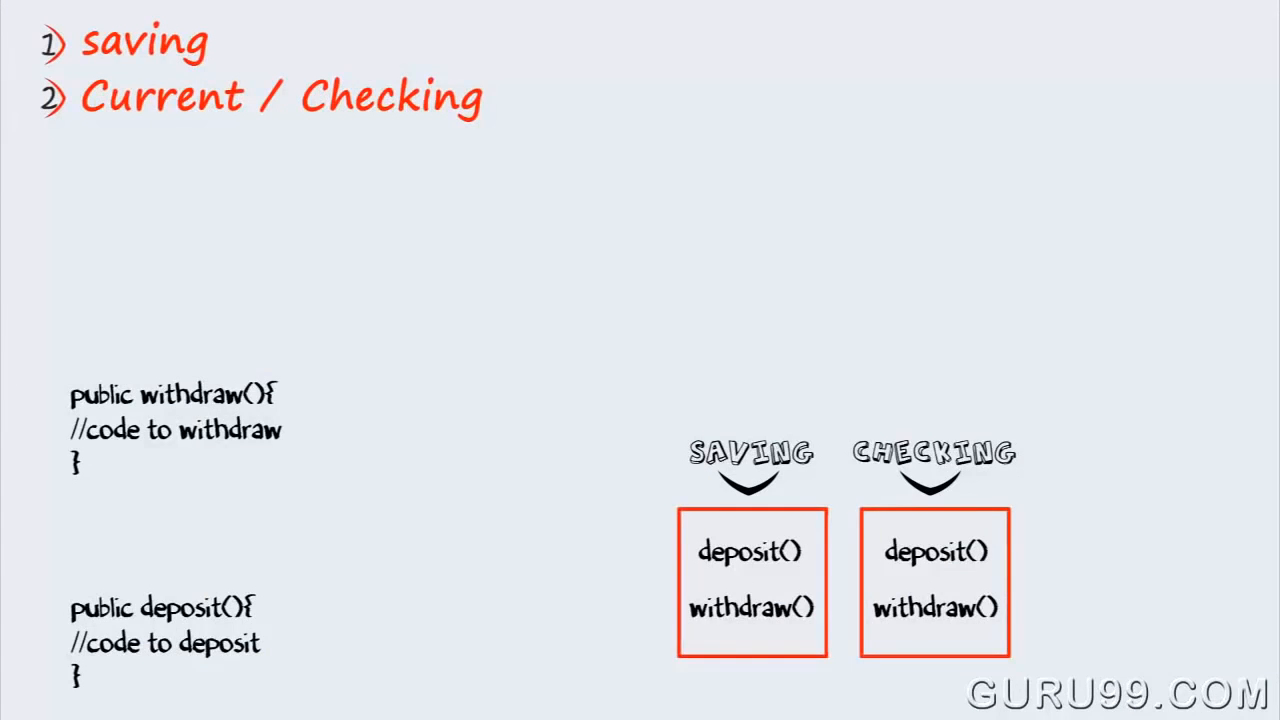 1) saving
2) Current / Checking
public withdraw(){
//code to withdraw
}
public deposit(){
//code to deposit
}
SAVING
CHECKING
deposit()
withdraw()
deposit()
withdraw()
GURU99.COM